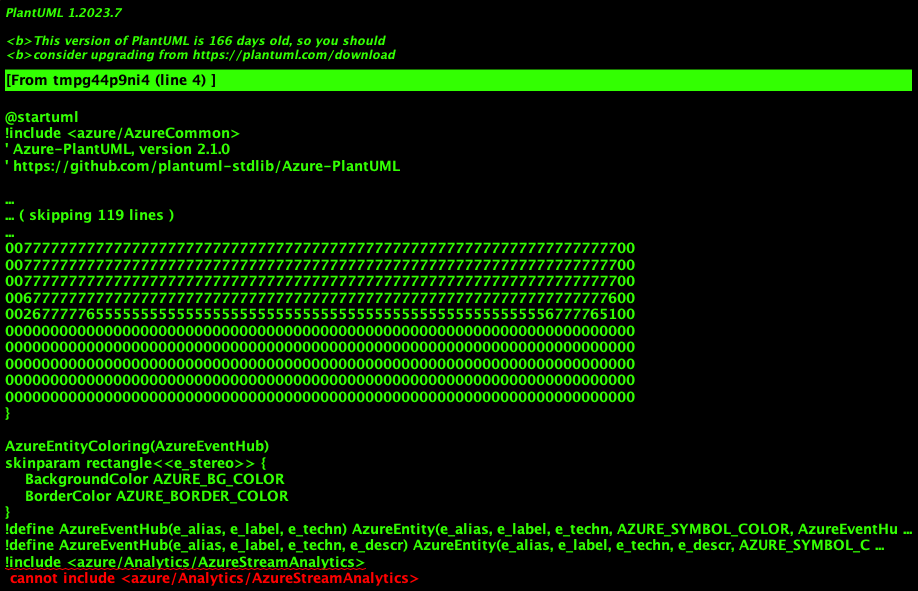 PlantUML 1.2023.7
<b>This version of PlantUML is 166 days old, so you should
<b>consider upgrading from https://plantuml.com/download
[From tmpg44p9ni4 (line 4) ]
@startuml
!include <azure/AzureCommon>
' Azure-PlantUML, version 2.1.0
' https://github.com/plantuml-stdlib/Azure-PlantUML
...
... ( skipping 119 lines )
...
0077777777777777777777777777777777777777777777777777777777777777777700
0077777777777777777777777777777777777777777777777777777777777777777700
0077777777777777777777777777777777777777777777777777777777777777777700
0067777777777777777777777777777777777777777777777777777777777777777600
0026777776555555555555555555555555555555555555555555555555556777765100
0000000000000000000000000000000000000000000000000000000000000000000000
0000000000000000000000000000000000000000000000000000000000000000000000
0000000000000000000000000000000000000000000000000000000000000000000000
0000000000000000000000000000000000000000000000000000000000000000000000
0000000000000000000000000000000000000000000000000000000000000000000000
}
AzureEntityColoring(AzureEventHub)
skinparam rectangle<<e_stereo>> {
BackgroundColor AZURE_BG_COLOR
BorderColor AZURE_BORDER_COLOR
}
!define AzureEventHub(e_alias, e_label, e_techn) AzureEntity(e_alias, e_label, e_techn, AZURE_SYMBOL_COLOR, AzureEventHu ...
!define AzureEventHub(e_alias, e_label, e_techn, e_descr) AzureEntity(e_alias, e_label, e_techn, e_descr, AZURE_SYMBOL_C ...
!include <azure/Analytics/AzureStreamAnalytics>
cannot include <azure/Analytics/AzureStreamAnalytics>